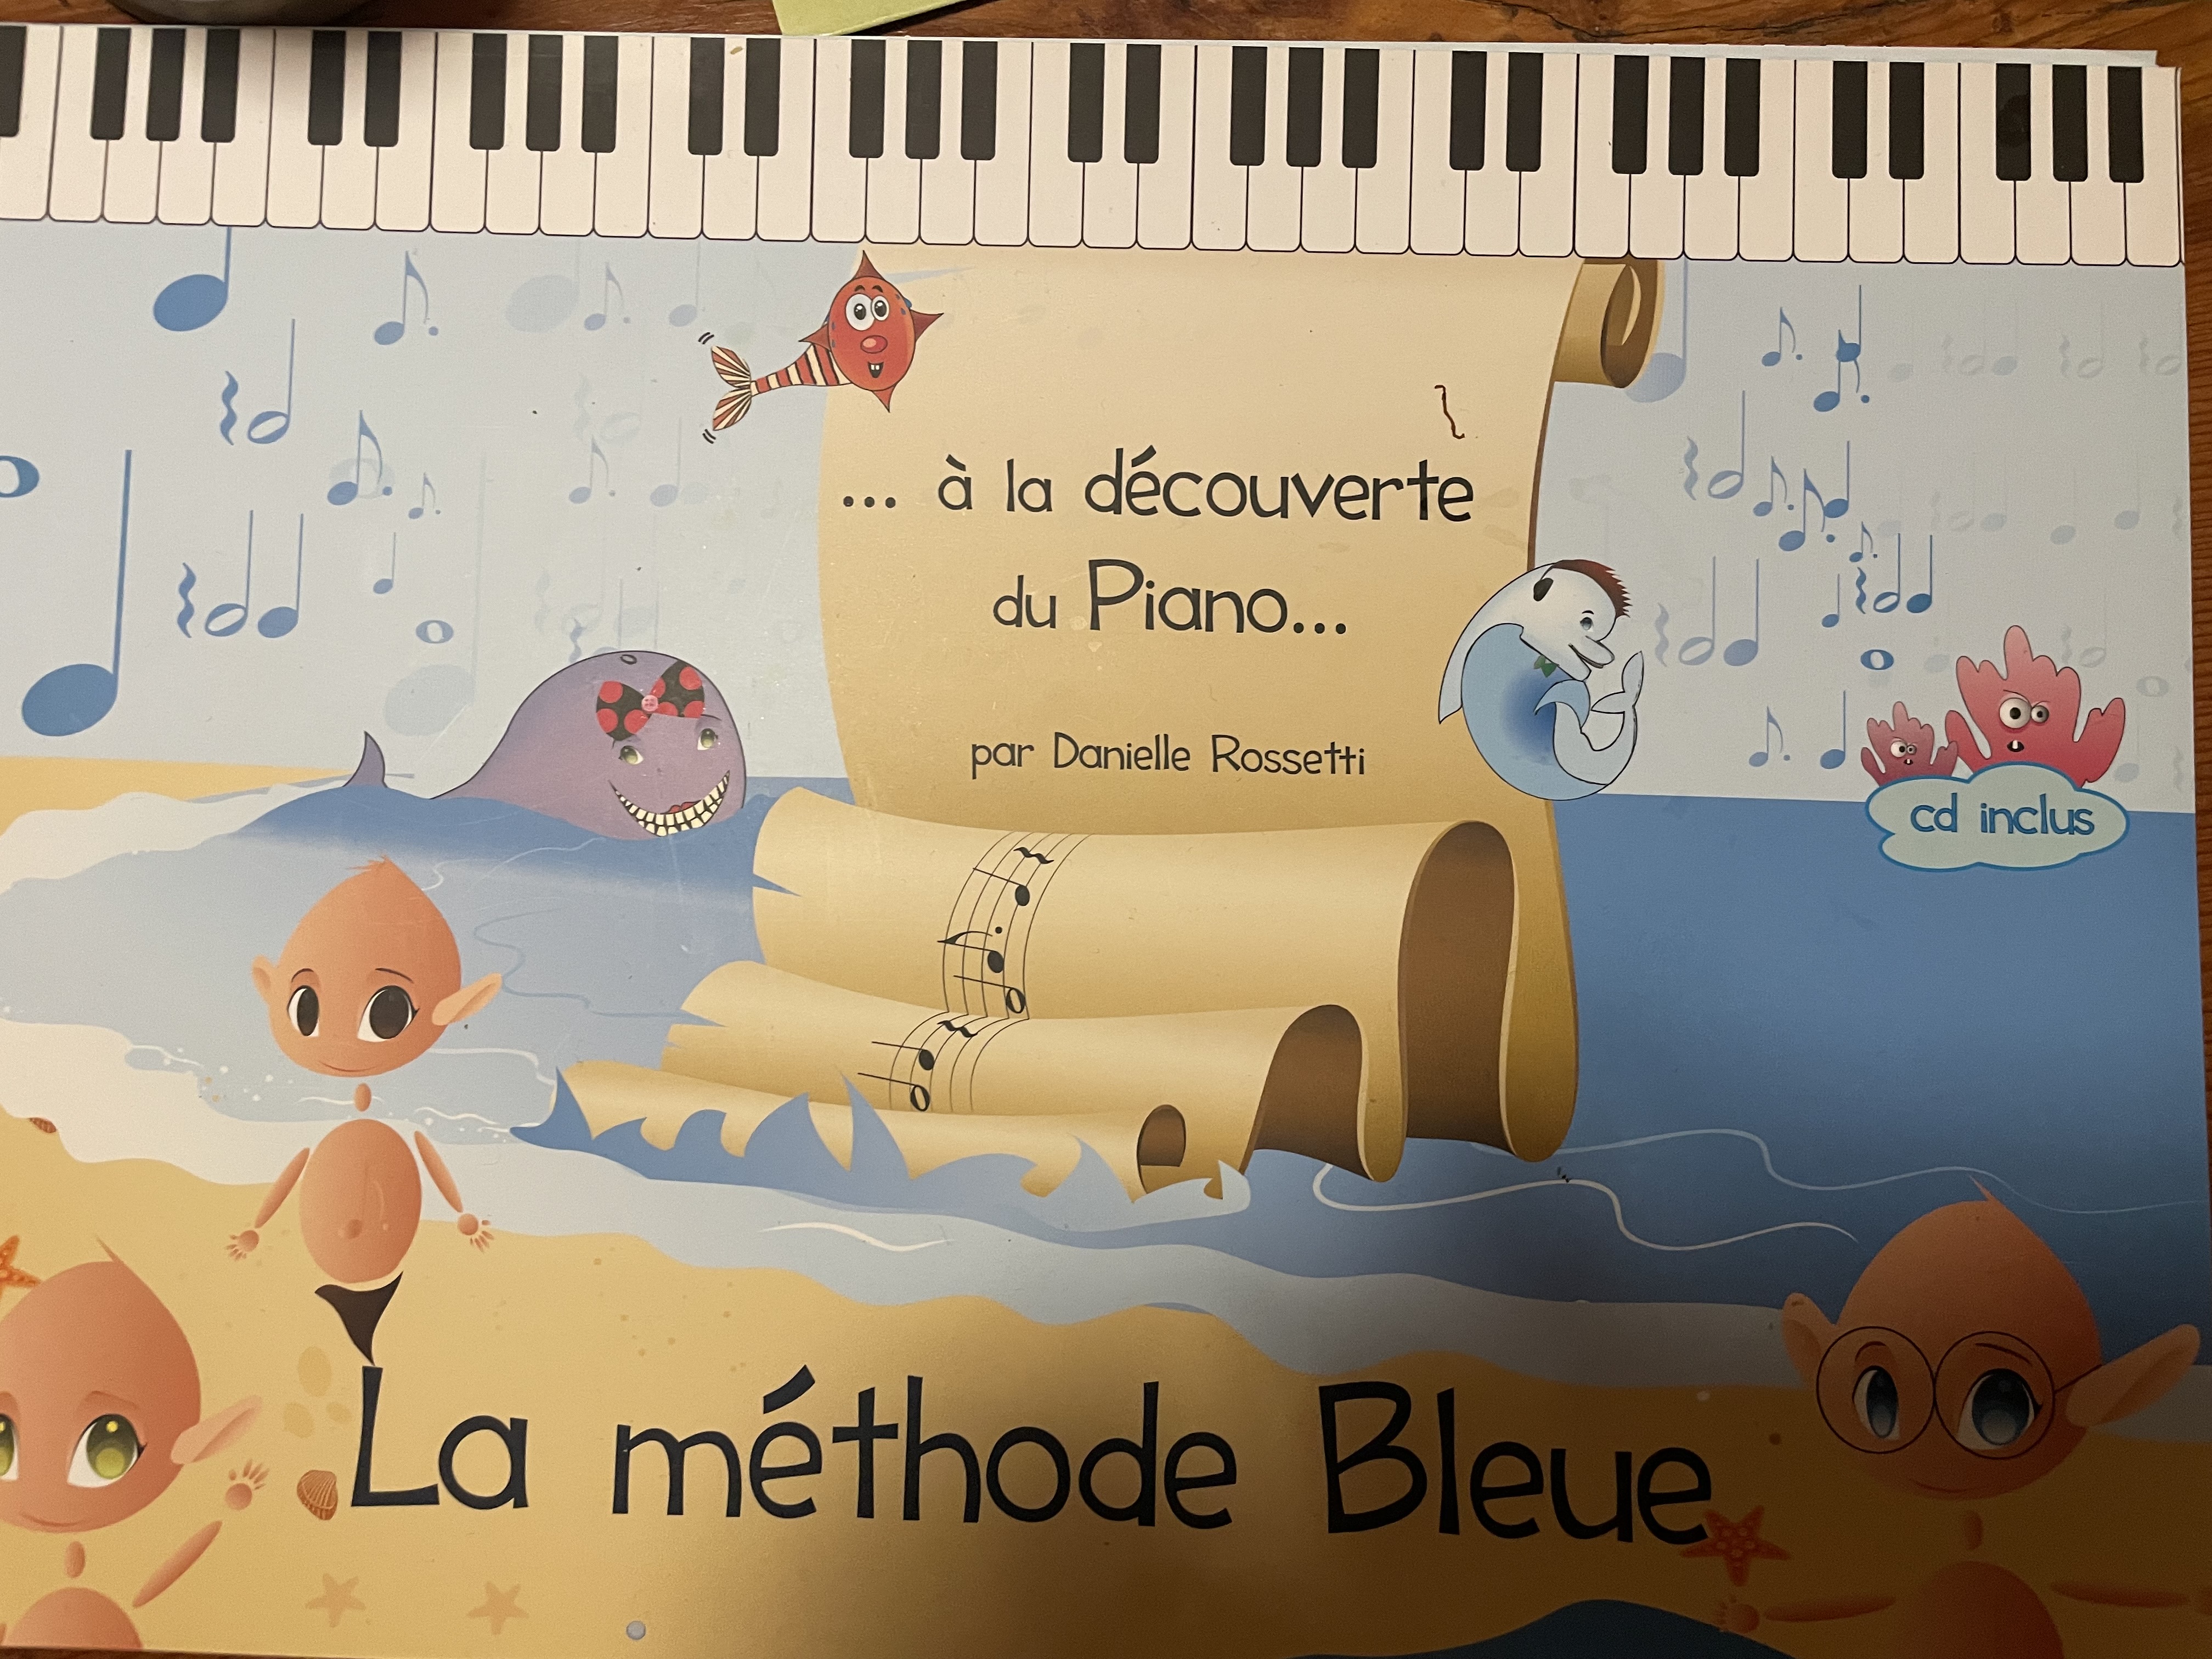 ... à la découverte
du Piano...
par Danielle Rossetti
cd inclus
La méthode Bleue